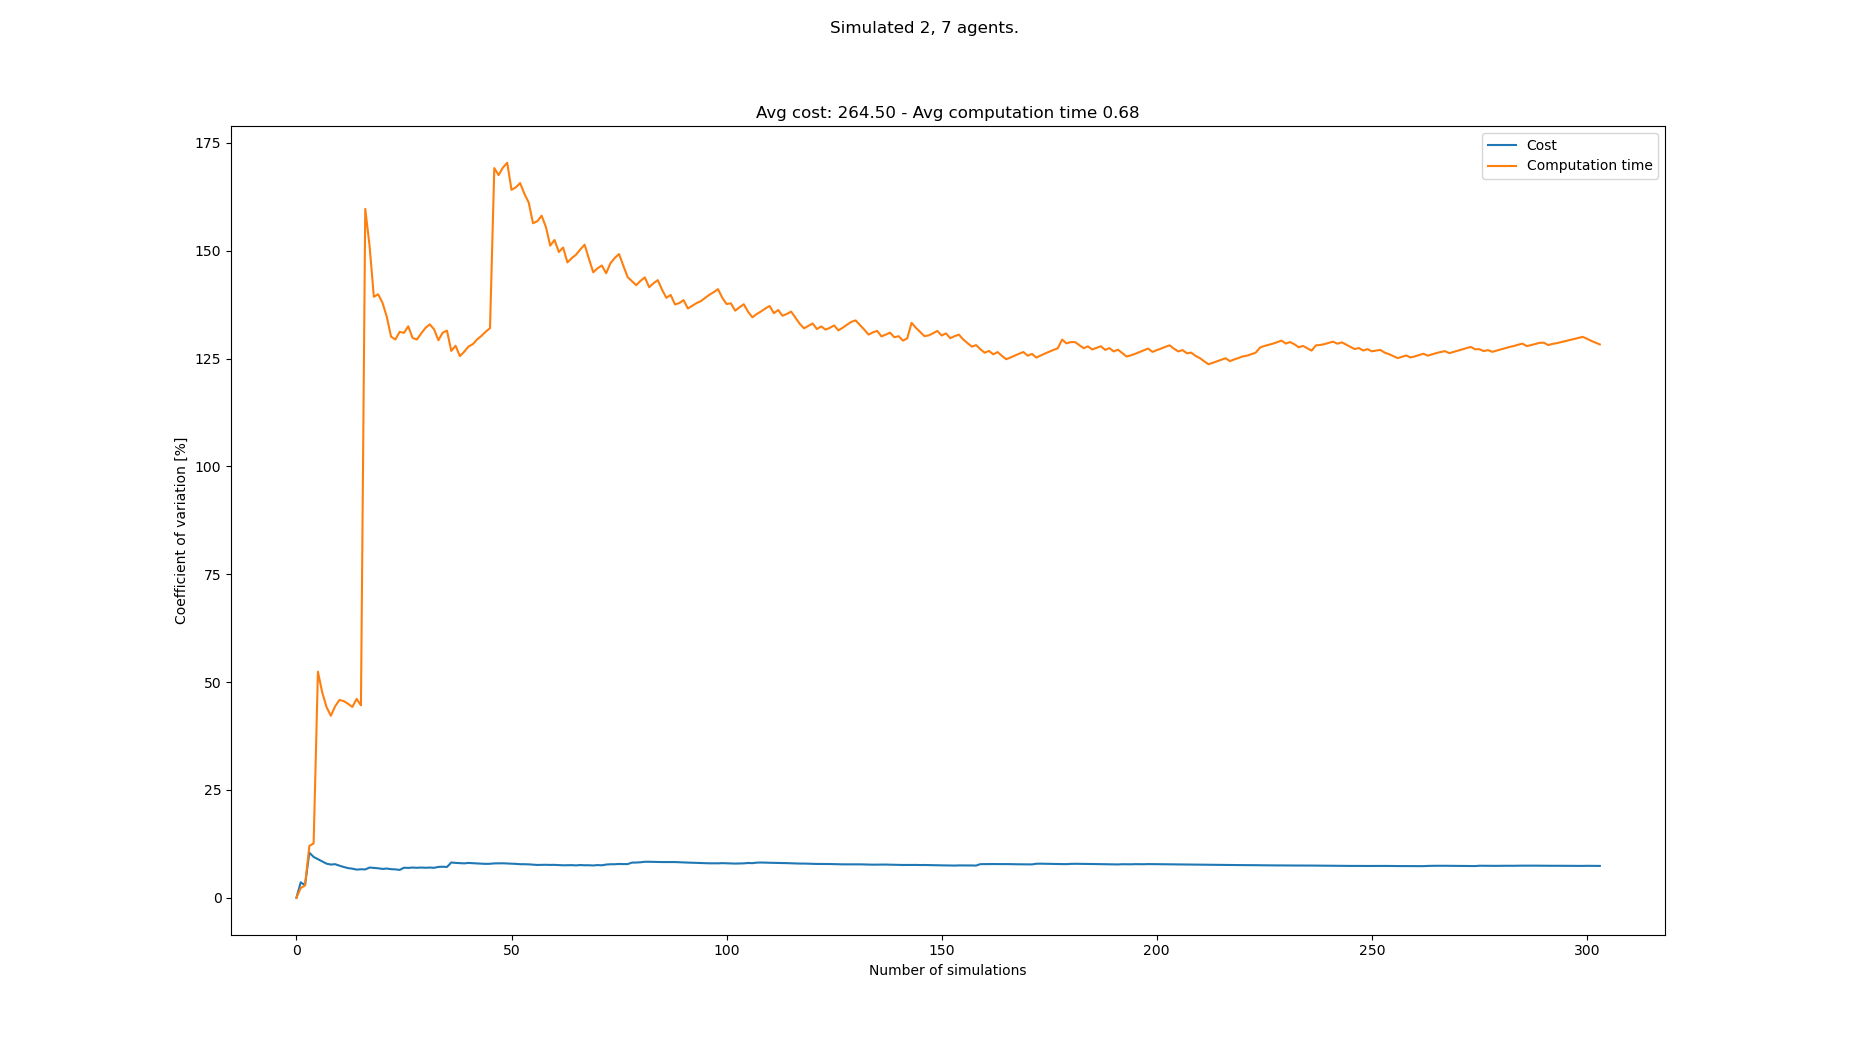 Simulated 2, 7 agents.
Avg cost: 264.50 - Avg computation time 0.68
Cost
Computation time
Coefficient of variation [%]
175
150
125
100
75
50
25
0
0 50 100 150 200 250 300
Number of simulations